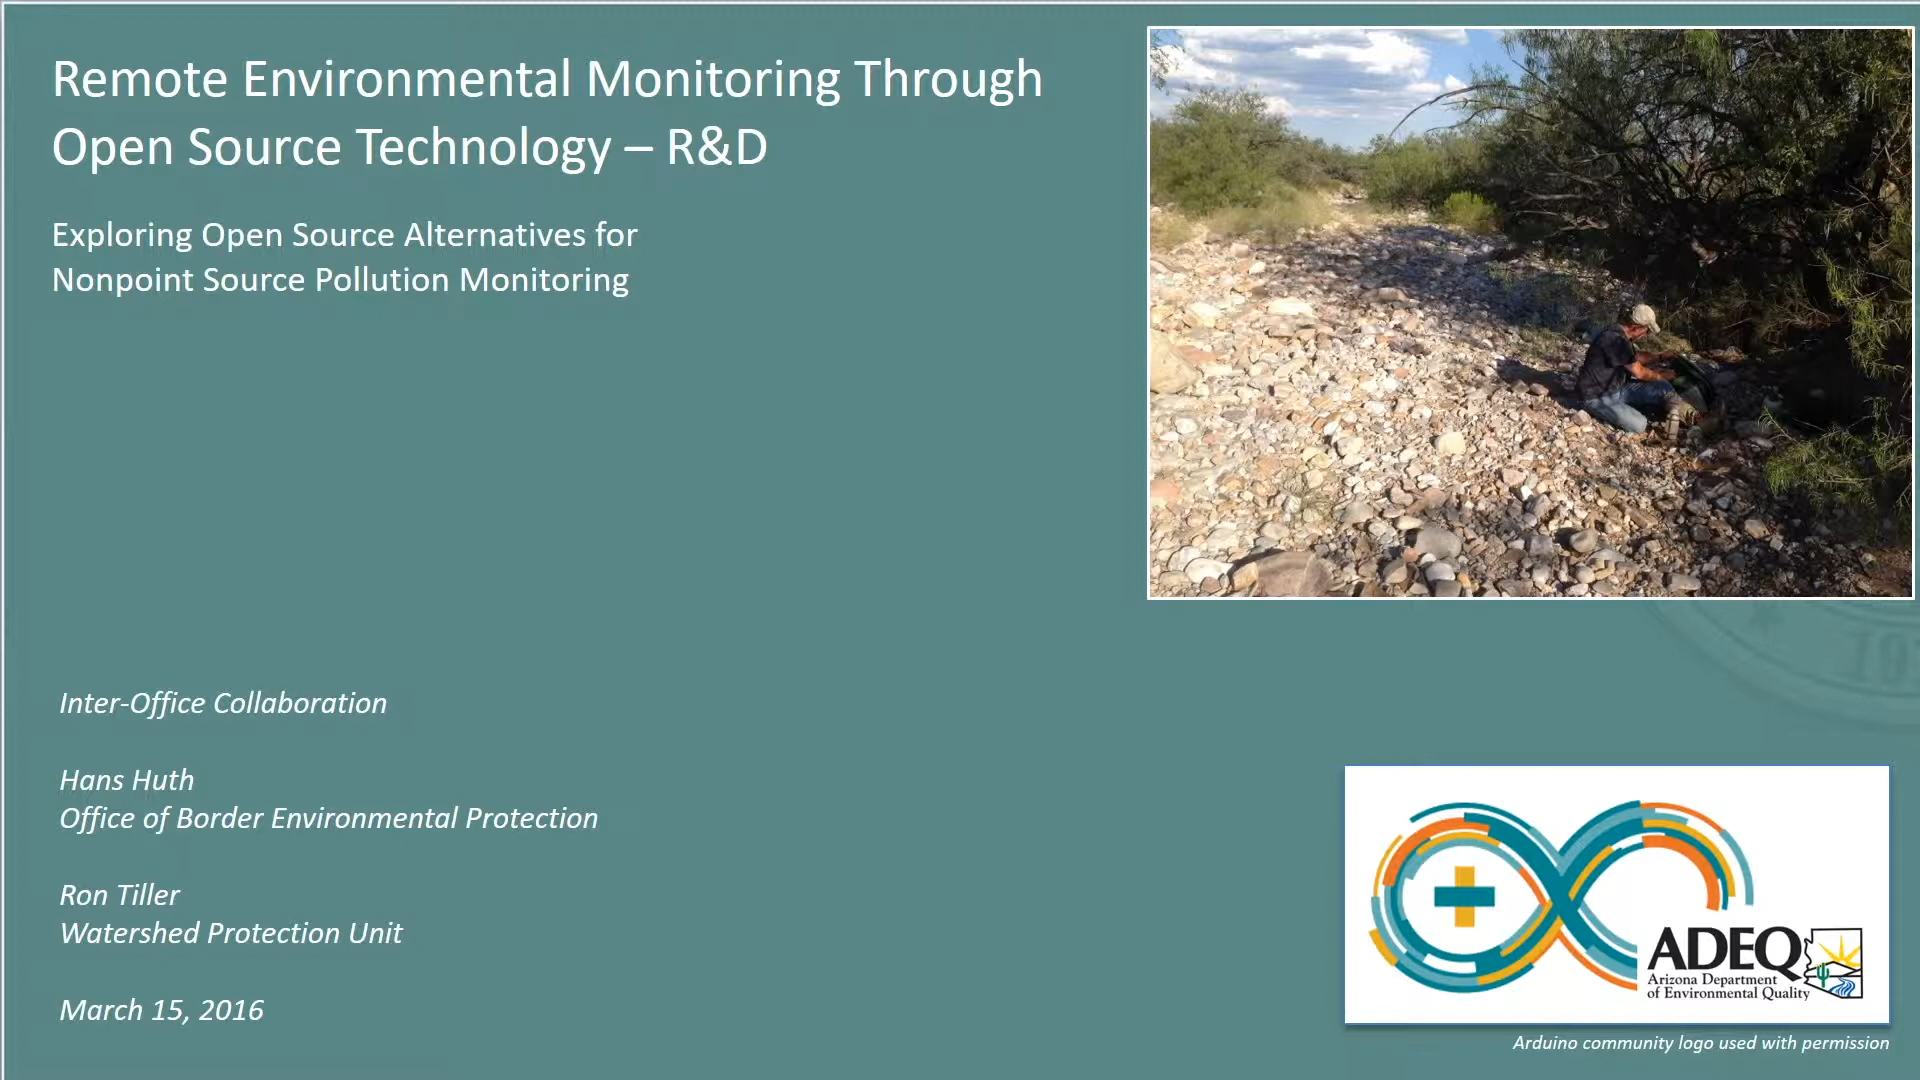 Remote Environmental Monitoring Through
Open Source Technology – R&D
Exploring Open Source Alternatives for
Nonpoint Source Pollution Monitoring
Inter-Office Collaboration
Hans Huth
Office of Border Environmental Protection
Ron Tiller
Watershed Protection Unit
March 15, 2016
ADEQ
Arizona Department
of Environmental Quality
Arduino community logo used with permission